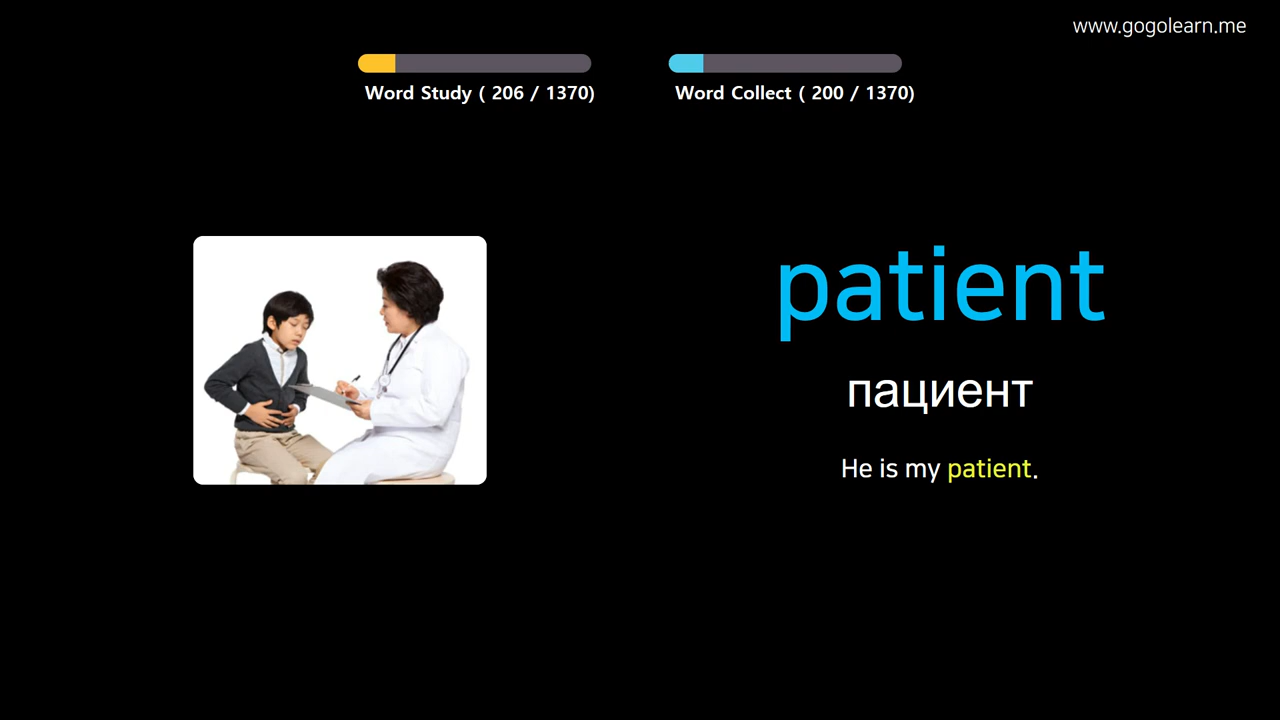 www.gogolearn.me
Word Study ( 206 / 1370)
Word Collect ( 200 / 1370)
patient
пациент
He is my patient.